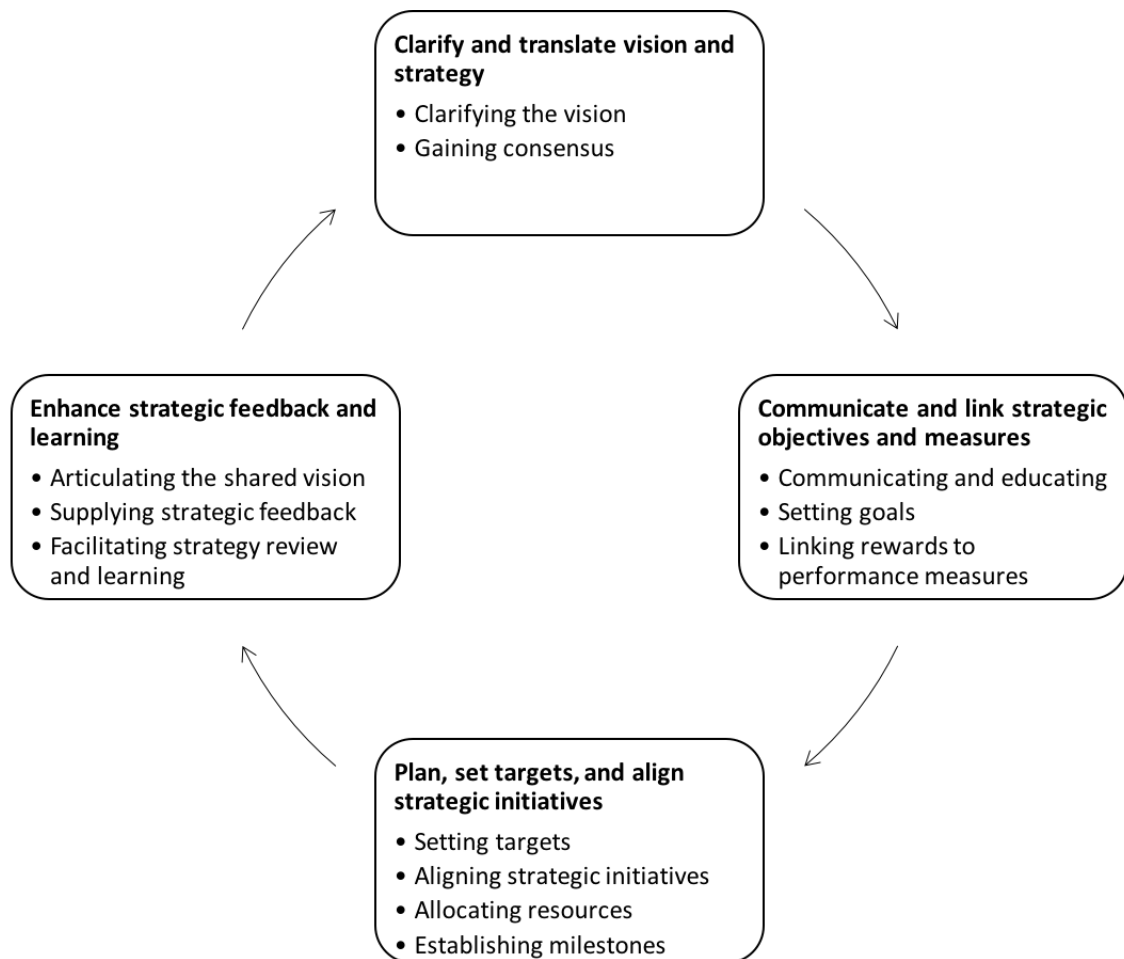 Clarify and translate vision and
strategy
• Clarifying the vision
• Gaining consensus
Communicate and link strategic
objectives and measures
• Communicating and educating
• Setting goals
• Linking rewards to
performance measures
Plan, set targets, and align
strategic initiatives
• Setting targets
• Aligning strategic initiatives
• Allocating resources
• Establishing milestones
Enhance strategic feedback and
learning
• Articulating the shared vision
• Supplying strategic feedback
• Facilitating strategy review
and learning